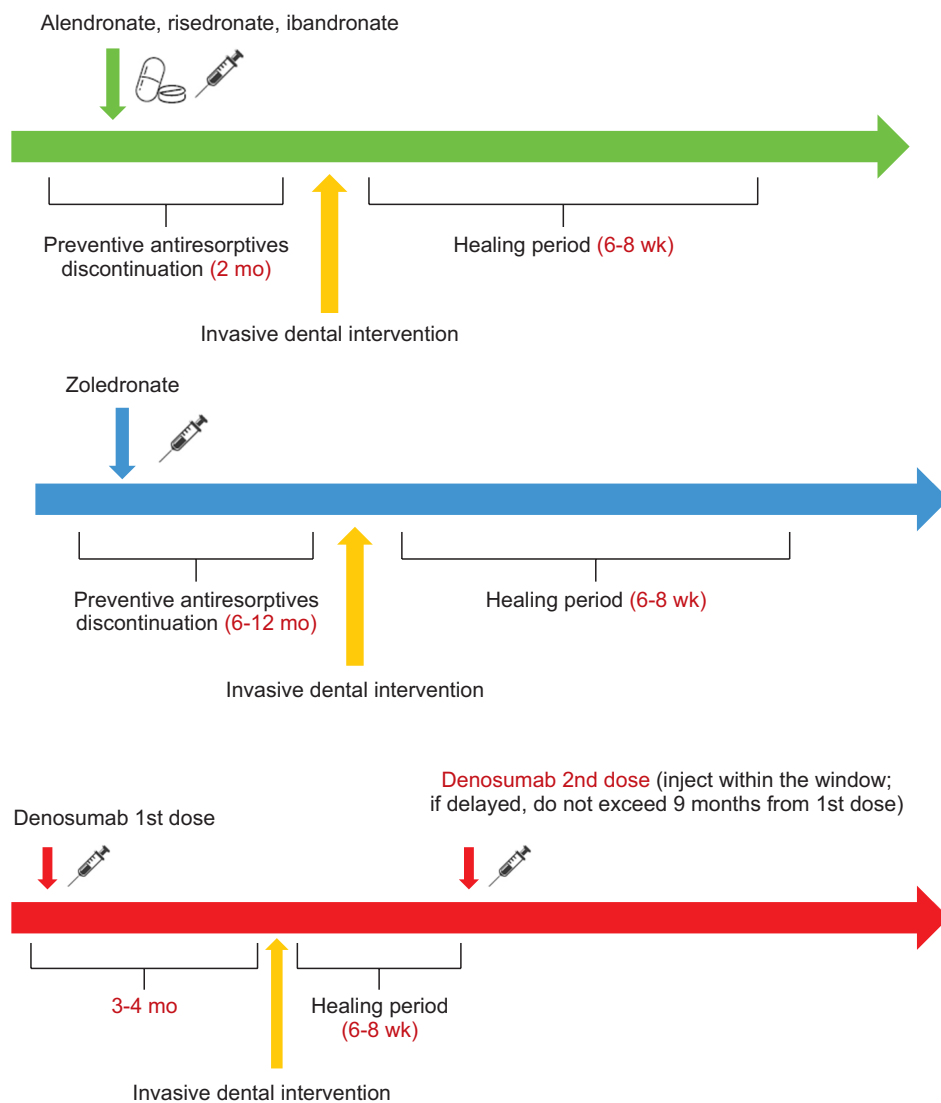 Alendronate, risedronate, ibandronate
Preventive antiresorptives
discontinuation (2 mo)
Healing period (6-8 wk)
Invasive dental intervention
Zoledronate
Preventive antiresorptives
discontinuation (6-12 mo)
Healing period (6-8 wk)
Invasive dental intervention
Denosumab 2nd dose (inject within the window;
if delayed, do not exceed 9 months from 1st dose)
Denosumab 1st dose
3-4 mo
Healing period
(6-8 wk)
Invasive dental intervention